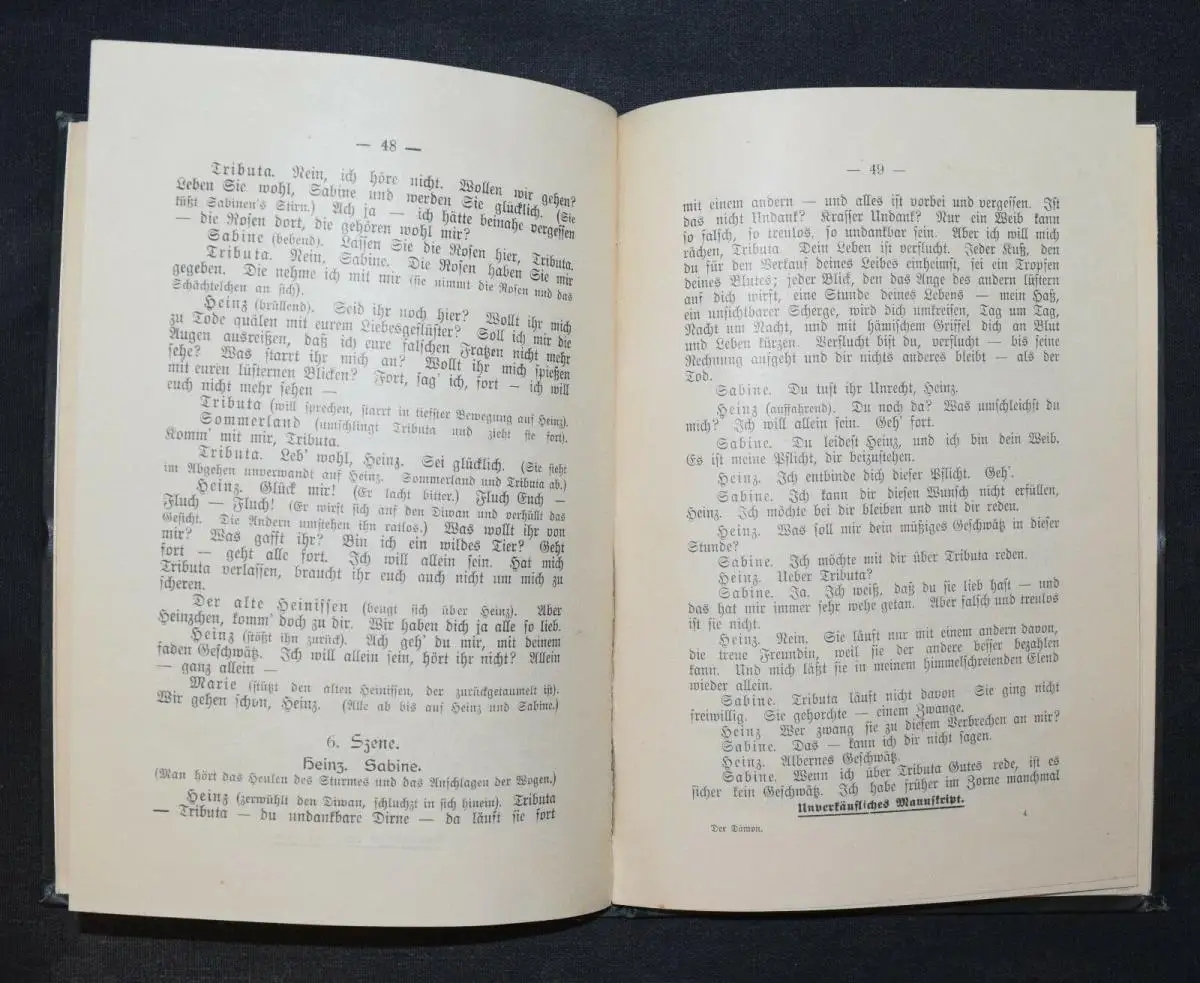 — 48 —
Tributa. Nein, ich höre nicht. Wollen wir gehen?
Leben Sie wohl, Sabine und werden Sie glücklich. (Sie
küßt Sabinen's Stirn.) Ach ja — ich hätte beinahe vergessen
— die Rosen dort, die gehören wohl mir?
Sabine (bebend). Lassen Sie die Rosen hier, Tributa.
Tributa. Nein, Sabine. Die Rosen haben Sie mir
gegeben. Die nehme ich mit mir (sie nimmt die Rosen und das
Schächtelchen an sich).
Heinz (brüllend). Seid ihr noch hier? Wollt ihr mich
zu Tode quälen mit eurem Liebesgeflüster? Soll ich mir die
Augen ausreißen, daß ich eure falschen Fratzen nicht mehr
sehe? Was starrt ihr mich an? Wollt ihr mich spießen
mit euren lüsternen Blicken? Fort, sag' ich, fort — ich will
euch nicht mehr sehen —
Tributa (will sprechen, starrt in tiefster Bewegung auf Heinz).
Sommerland (umschlingt Tributa und zieht sie fort).
Komm' mit mir, Tributa.
Tributa. Leb' wohl, Heinz. Sei glücklich. (Sie sieht
im Abgehen unverwandt auf Heinz. Sommerland und Tributa ab.)
Heinz. Glück mir! (Er lacht bitter.) Fluch Euch —
Fluch — Fluch! (Er wirft sich auf den Diwan und verhüllt das
Gesicht. Die Andern umstehen ihn ratlos.) Was wollt ihr von
mir? Was gafft ihr? Bin ich ein wildes Tier? Geht
fort — geht alle fort. Ich will allein sein. Hat mich
Tributa verlassen, braucht ihr euch auch nicht um mich zu
scheren.
Der alte Heinissen (beugt sich über Heinz). Aber
Heinzchen, komm' doch zu dir. Wir haben dich ja alle so lieb.
Heinz (stößt ihn zurück). Ach geh' du mir, mit deinem
faden Geschwätz. Ich will allein sein, hört ihr nicht? Allein
— ganz allein —
Marie (stützt den alten Heinissen, der zurückgetaumelt ist).
Wir gehen schon, Heinz. (Alle ab bis auf Heinz und Sabine.)
6. Szene.
Heinz. Sabine.
(Man hört das Heulen des Sturmes und das Anschlagen der Wogen.)
Heinz (zerwühlt den Diwan, schluchzt in sich hinein). Tributa
— Tributa — du undankbare Dirne — da läuft sie fort
— 49 —
mit einem andern — und alles ist vorbei und vergessen. Ist
das nicht Undank? Krasser Undank? Nur ein Weib kann
so falsch, so treulos, so undankbar sein. Aber ich will mich
rächen, Tributa. Dein Leben ist verflucht. Jeder Kuß, den
du für den Verkauf deines Leibes einheimst, sei ein Tropfen
deines Blutes; jeder Blick, den das Auge des andern lüstern
auf dich wirft, eine Stunde deines Lebens — mein Haß,
ein unsichtbarer Scherge, wird dich umkreisen, Tag um Tag,
Nacht um Nacht, und mit hämischem Griffel dich an Blut
und Leben kürzen. Verflucht bist du, verflucht — bis seine
Rechnung aufgeht und dir nichts anderes bleibt — als der
Tod.
Sabine. Du tust ihr Unrecht, Heinz.
Heinz (auffahrend). Du noch da? Was umschleichst du
mich? Ich will allein sein. Geh' fort.
Sabine. Du leidest Heinz, und ich bin dein Weib.
Es ist meine Pflicht, dir beizustehen.
Heinz. Ich entbinde dich dieser Pflicht. Geh'.
Sabine. Ich kann dir diesen Wunsch nicht erfüllen,
Heinz. Ich möchte bei dir bleiben und mit dir reden.
Heinz. Was soll mir dein müßiges Geschwätz in dieser
Stunde?
Sabine. Ich möchte mit dir über Tributa reden.
Heinz. Ueber Tributa?
Sabine. Ja. Ich weiß, daß du sie lieb hast — und
das hat mir immer sehr wehe getan. Aber falsch und treulos
ist sie nicht.
Heinz. Nein. Sie läuft nur mit einem andern davon,
die treue Freundin, weil sie der andere besser bezahlen
kann. Und mich läßt sie in meinem himmelschreienden Elend
wieder allein.
Sabine. Tributa läuft nicht davon Sie ging nicht
freiwillig. Sie gehorchte — einem Zwange.
Heinz Wer zwang sie zu diesem Verbrechen an mir?
Sabine. Das — kann ich dir nicht sagen.
Heinz. Albernes Geschwätz.
Sabine. Wenn ich über Tributa Gutes rede, ist es
sicher kein Geschwätz. Ich habe früher im Zorne manchmal
Unverkäufliches Manuskript.
Der Dämon.
4